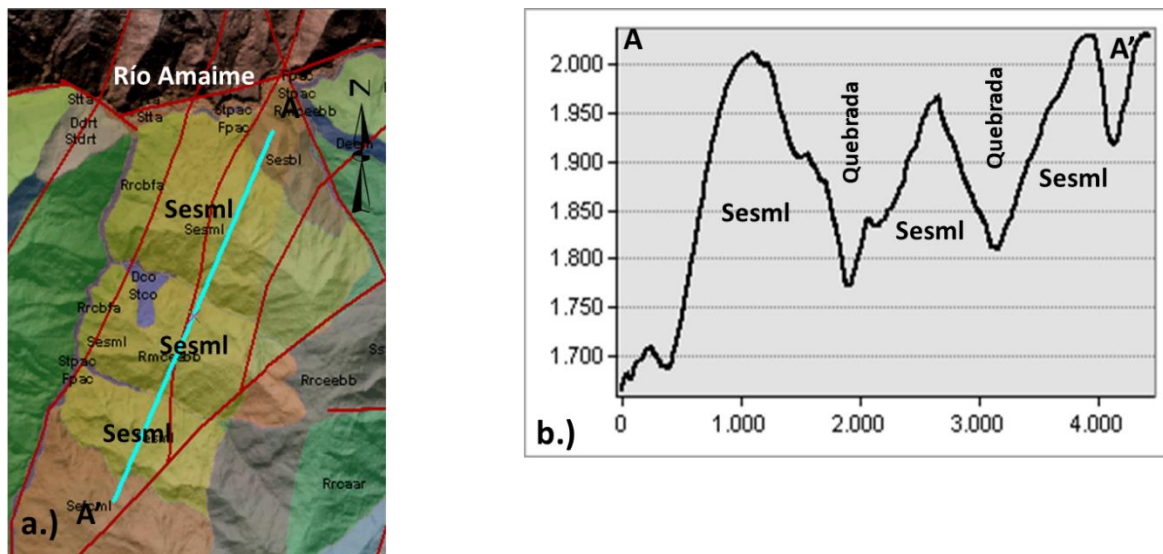 Río Amaime
Stta
Stta
Ddrt
Stdrt
Fpac
Stpac
Rmceebb
Stpac
Fpac
A
N
Sesbl
Rrcbfa
Sesml
Sesml
Dco
Stco
Rrcbfa
Sesml
Sesml
Rmceebb
Stpac
Fpac
Rrceebb
Sesml
Rrcaar
A'
a.)
A
A'
2.000
1.950
1.900
1.850
1.800
1.750
1.700
Quebrada
Quebrada
Sesml
Sesml
Sesml
0
1.000
2.000
3.000
4.000
b.)